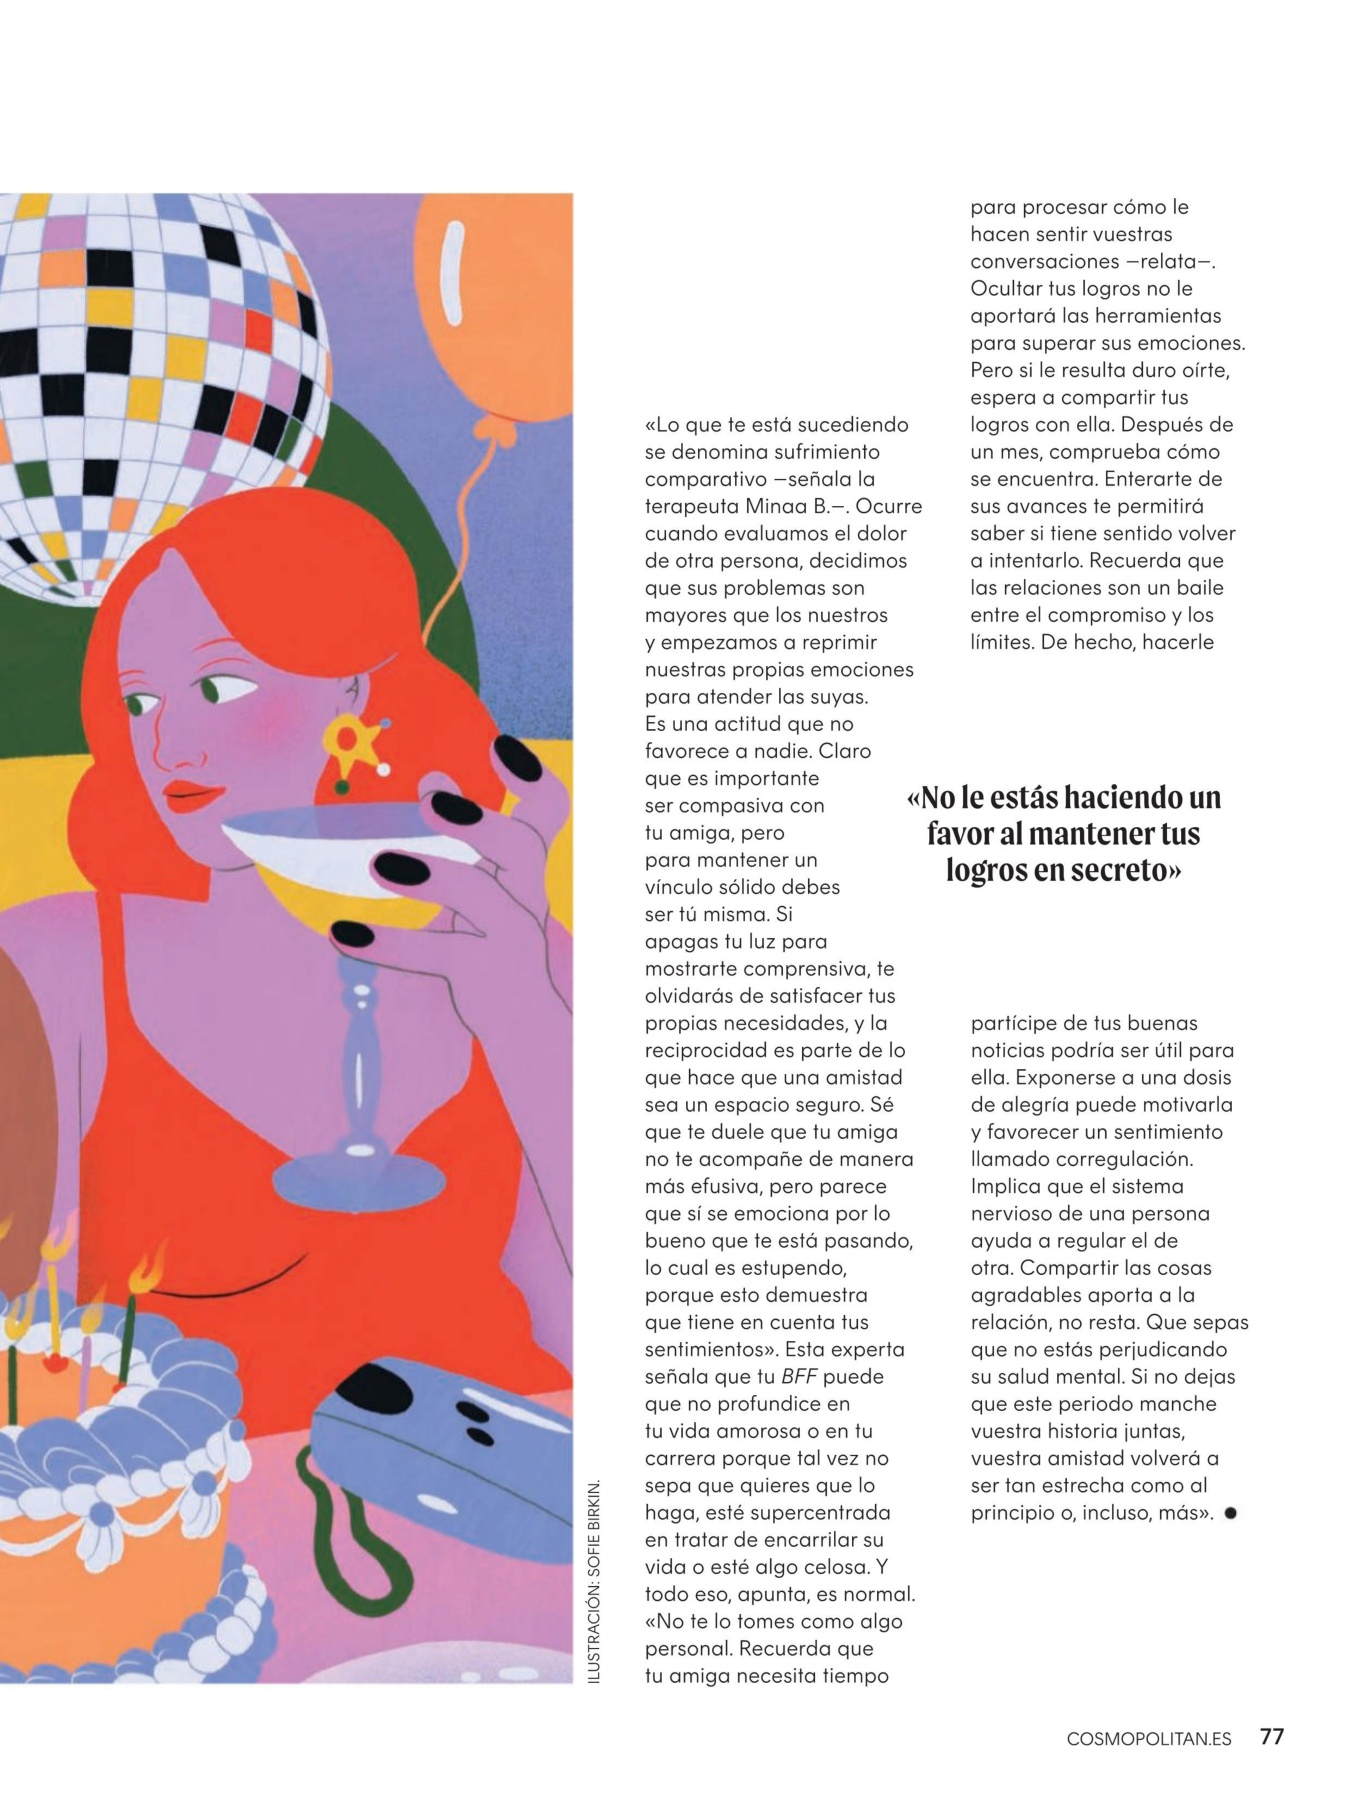 «Lo que te está sucediendo
se denomina sufrimiento
comparativo –señala la
terapeuta Minaa B.–. Ocurre
cuando evaluamos el dolor
de otra persona, decidimos
que sus problemas son
mayores que los nuestros
y empezamos a reprimir
nuestras propias emociones
para atender las suyas.
Es una actitud que no
favorece a nadie. Claro
que es importante
ser compasiva con
tu amiga, pero
para mantener un
vínculo sólido debes
ser tú misma. Si
apagas tu luz para
mostrarte comprensiva, te
olvidarás de satisfacer tus
propias necesidades, y la
reciprocidad es parte de lo
que hace que una amistad
sea un espacio seguro. Sé
que te duele que tu amiga
no te acompañe de manera
más efusiva, pero parece
que sí se emociona por lo
bueno que te está pasando,
lo cual es estupendo,
porque esto demuestra
que tiene en cuenta tus
sentimientos». Esta experta
señala que tu BFF puede
que no profundice en
tu vida amorosa o en tu
carrera porque tal vez no
sepa que quieres que lo
haga, esté supercentrada
en tratar de encarrilar su
vida o esté algo celosa. Y
todo eso, apunta, es normal.
«No te lo tomes como algo
personal. Recuerda que
tu amiga necesita tiempo
para procesar cómo le
hacen sentir vuestras
conversaciones –relata–.
Ocultar tus logros no le
aportará las herramientas
para superar sus emociones.
Pero si le resulta duro oírte,
espera a compartir tus
logros con ella. Después de
un mes, comprueba cómo
se encuentra. Enterarte de
sus avances te permitirá
saber si tiene sentido volver
a intentarlo. Recuerda que
las relaciones son un baile
entre el compromiso y los
límites. De hecho, hacerle
«No le estás haciendo un
favor al mantener tus
logros en secreto»
partícipe de tus buenas
noticias podría ser útil para
ella. Exponerse a una dosis
de alegría puede motivarla
y favorecer un sentimiento
llamado corregulación.
Implica que el sistema
nervioso de una persona
ayuda a regular el de
otra. Compartir las cosas
agradables aporta a la
relación, no resta. Que sepas
que no estás perjudicando
su salud mental. Si no dejas
que este periodo manche
vuestra historia juntas,
vuestra amistad volverá a
ser tan estrecha como al
principio o, incluso, más». ●
ILUSTRACIÓN: SOFIE BIRKIN.
COSMOPOLITAN.ES 77